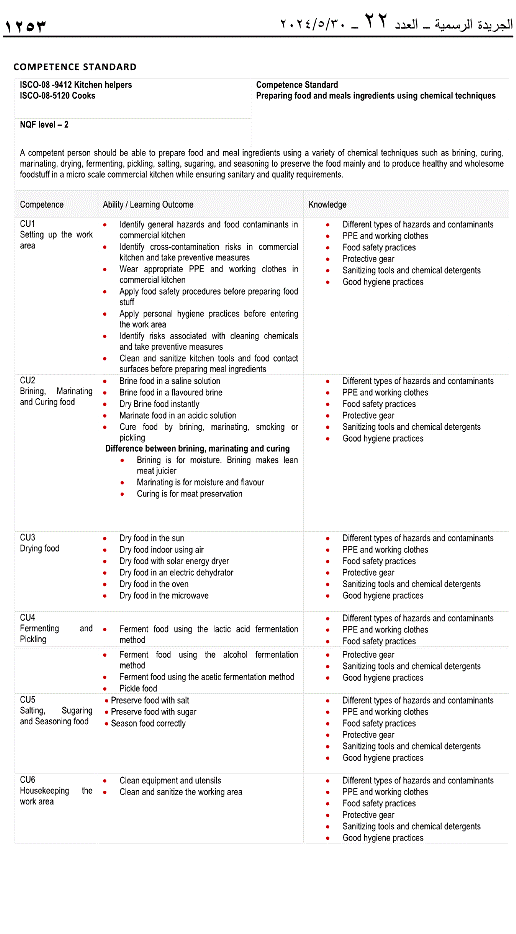 الجريدة الرسمية – العدد ٢٢ – ٢٠٢٤/٥/٣٠
١٢٥٣
COMPETENCE STANDARD
ISCO-08 -9412 Kitchen helpers
ISCO-08-5120 Cooks
Competence Standard
Preparing food and meals ingredients using chemical techniques
NQF level – 2
A competent person should be able to prepare food and meal ingredients using a variety of chemical techniques such as brining, curing,
marinating, drying, fermenting, pickling, salting, sugaring, and seasoning to preserve the food mainly and to produce healthy and wholesome
foodstuff in a micro scale commercial kitchen while ensuring sanitary and quality requirements.
Competence
Ability / Learning Outcome
Knowledge
CU1
Setting up the work
area
• Identify general hazards and food contaminants in
commercial kitchen
• Identify cross-contamination risks in commercial
kitchen and take preventive measures
• Wear appropriate PPE and working clothes in
commercial kitchen
• Apply food safety procedures before preparing food
stuff
• Apply personal hygiene practices before entering
the work area
• Identify risks associated with cleaning chemicals
and take preventive measures
• Clean and sanitize kitchen tools and food contact
surfaces before preparing meal ingredients
• Different types of hazards and contaminants
• PPE and working clothes
• Food safety practices
• Protective gear
• Sanitizing tools and chemical detergents
• Good hygiene practices
CU2
Brining, Marinating
and Curing food
• Brine food in a saline solution
• Brine food in a flavoured brine
• Dry Brine food instantly
• Marinate food in an acidic solution
• Cure food by brining, marinating, smoking or
pickling
Difference between brining, marinating and curing
• Brining is for moisture. Brining makes lean
meat juicier
• Marinating is for moisture and flavour
• Curing is for meat preservation
• Different types of hazards and contaminants
• PPE and working clothes
• Food safety practices
• Protective gear
• Sanitizing tools and chemical detergents
• Good hygiene practices
CU3
Drying food
• Dry food in the sun
• Dry food indoor using air
• Dry food with solar energy dryer
• Dry food in an electric dehydrator
• Dry food in the oven
• Dry food in the microwave
• Different types of hazards and contaminants
• PPE and working clothes
• Food safety practices
• Protective gear
• Sanitizing tools and chemical detergents
• Good hygiene practices
CU4
Fermenting and
Pickling
• Ferment food using the lactic acid fermentation
method
• Different types of hazards and contaminants
• PPE and working clothes
• Food safety practices
• Ferment food using the alcohol fermentation
method
• Ferment food using the acetic fermentation method
• Pickle food
• Protective gear
• Sanitizing tools and chemical detergents
• Good hygiene practices
CU5
Salting, Sugaring
and Seasoning food
• Preserve food with salt
• Preserve food with sugar
• Season food correctly
• Different types of hazards and contaminants
• PPE and working clothes
• Food safety practices
• Protective gear
• Sanitizing tools and chemical detergents
• Good hygiene practices
CU6
Housekeeping the
work area
• Clean equipment and utensils
• Clean and sanitize the working area
• Different types of hazards and contaminants
• PPE and working clothes
• Food safety practices
• Protective gear
• Sanitizing tools and chemical detergents
• Good hygiene practices